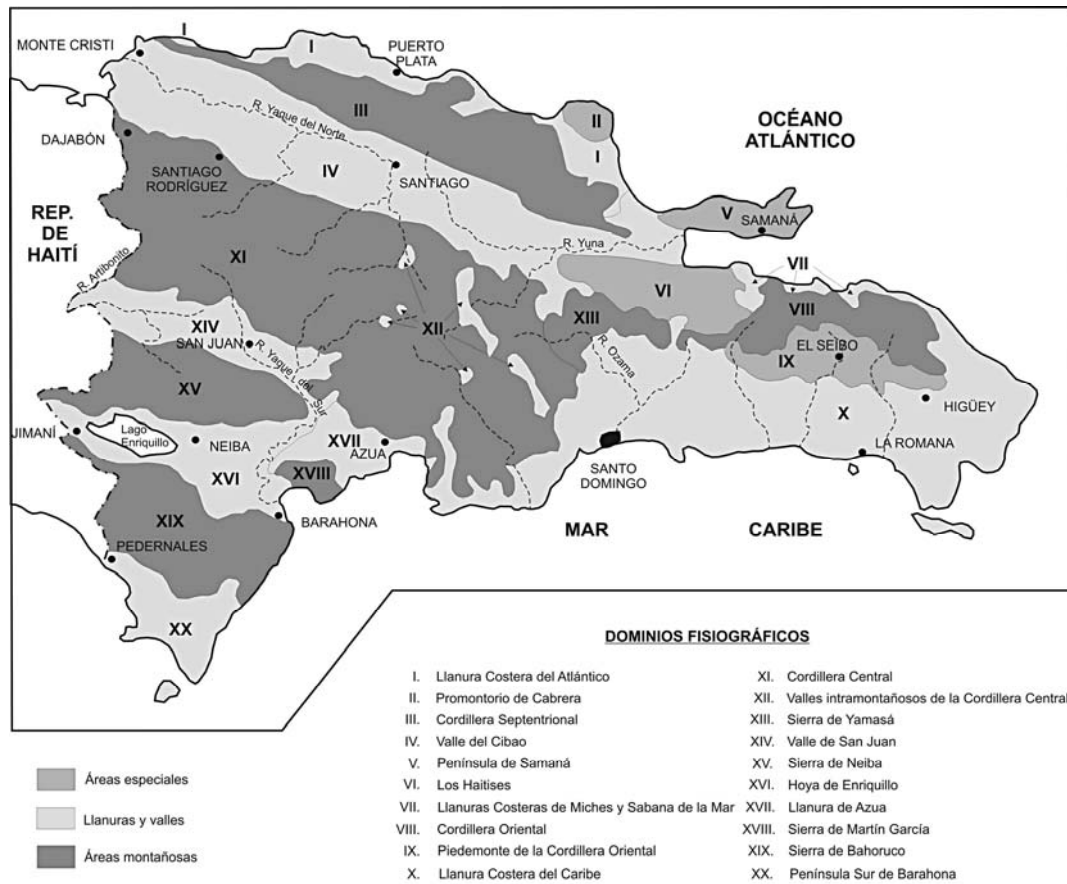 I
MONTE CRISTI
I
PUERTO
PLATA
III
II
OCÉANO
ATLÁNTICO
R. Yaque del Norte
DAJABÓN
I
SANTIAGO
RODRÍGUEZ
IV
SANTIAGO
REP.
DE
HAITÍ
V
SAMANÁ
R. Yuna
XI
VII
R. Artibonito
VI
VIII
XIV
SAN JUAN
XII
XIII
EL SEIBO
R. Yaque del Sur
R. Ozama
IX
XV
HIGÜEY
JIMANÍ
Lago
Enriquillo
NEIBA
XVII
AZUA
X
LA ROMANA
XVI
XVIII
SANTO
DOMINGO
XIX
BARAHONA
MAR
CARIBE
PEDERNALES
XX
DOMINIOS FISIOGRÁFICOS
I. Llanura Costera del Atlántico
II. Promontorio de Cabrera
III. Cordillera Septentrional
IV. Valle del Cibao
V. Península de Samaná
VI. Los Haitises
VII. Llanuras Costeras de Miches y Sabana de la Mar
VIII. Cordillera Oriental
IX. Piedemonte de la Cordillera Oriental
X. Llanura Costera del Caribe
XI. Cordillera Central
XII. Valles intramontañosos de la Cordillera Central
XIII. Sierra de Yamasá
XIV. Valle de San Juan
XV. Sierra de Neiba
XVI. Hoya de Enriquillo
XVII. Llanura de Azua
XVIII. Sierra de Martín García
XIX. Sierra de Bahoruco
XX. Península Sur de Barahona
Áreas especiales
Llanuras y valles
Áreas montañosas